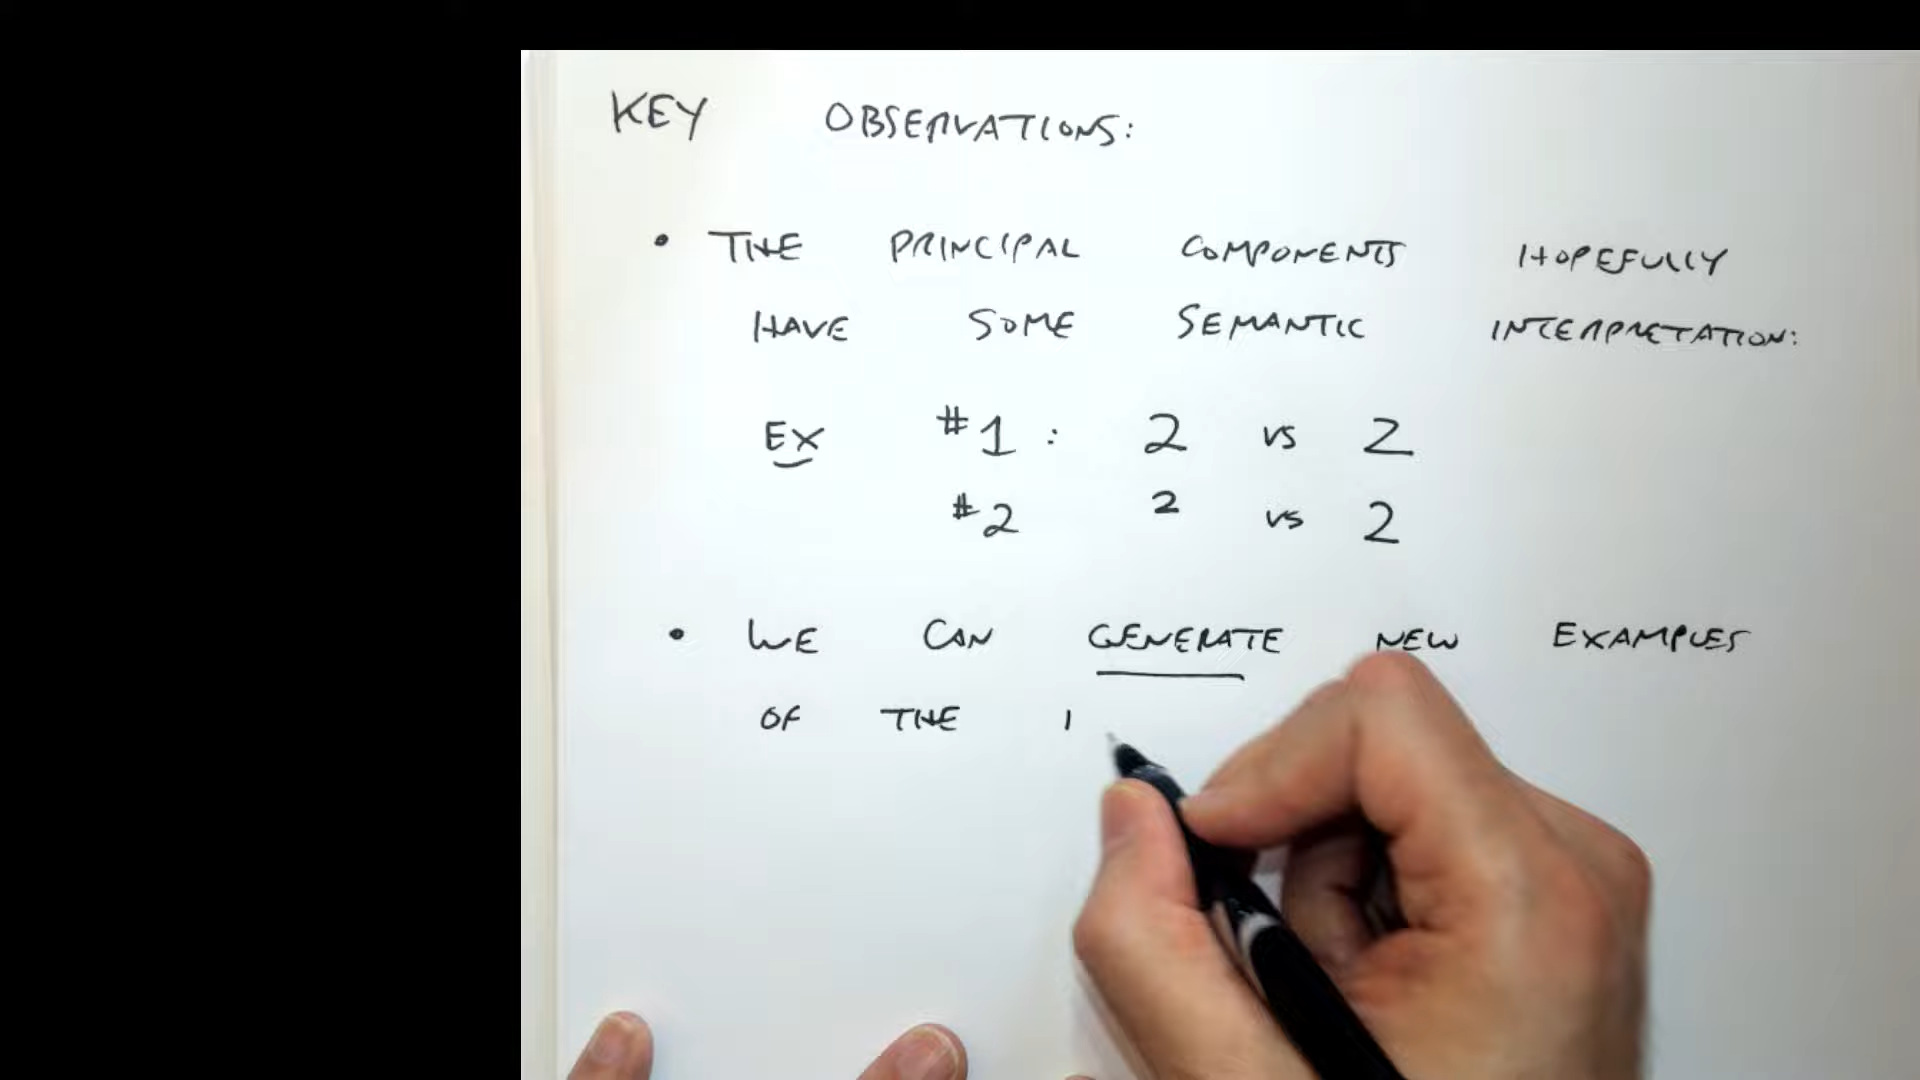 KEY OBSERVATIONS:
• THE PRINCIPAL COMPONENTS HOPEFULLY
HAVE SOME SEMANTIC INTERPRETATION:
EX #1: 2 vs 2
#2 2 vs 2
• WE CAN GENERATE NEW EXAMPLES
OF THE I